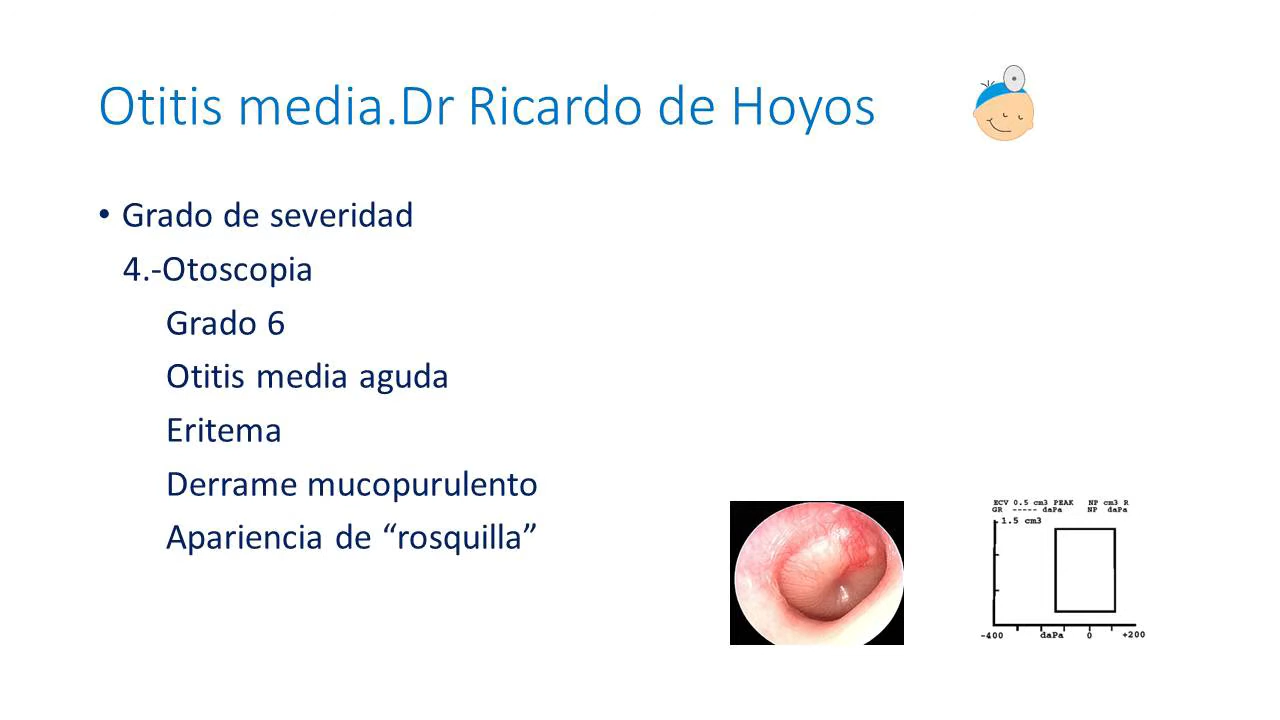 Otitis media.Dr Ricardo de Hoyos
• Grado de severidad
4.-Otoscopia
Grado 6
Otitis media aguda
Eritema
Derrame mucopurulento
Apariencia de “rosquilla”
ECV 0.5 cm3 PEAK NP cm3 R
GR ----- daPa NP daPa
1.5 cm3
-400 daPa 0 +200